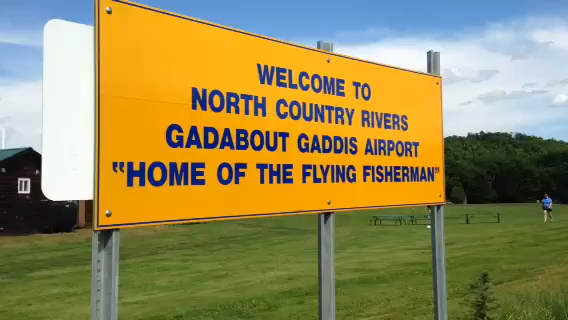 WELCOME TO
NORTH COUNTRY RIVERS
GADABOUT GADDIS AIRPORT
"HOME OF THE FLYING FISHERMAN"